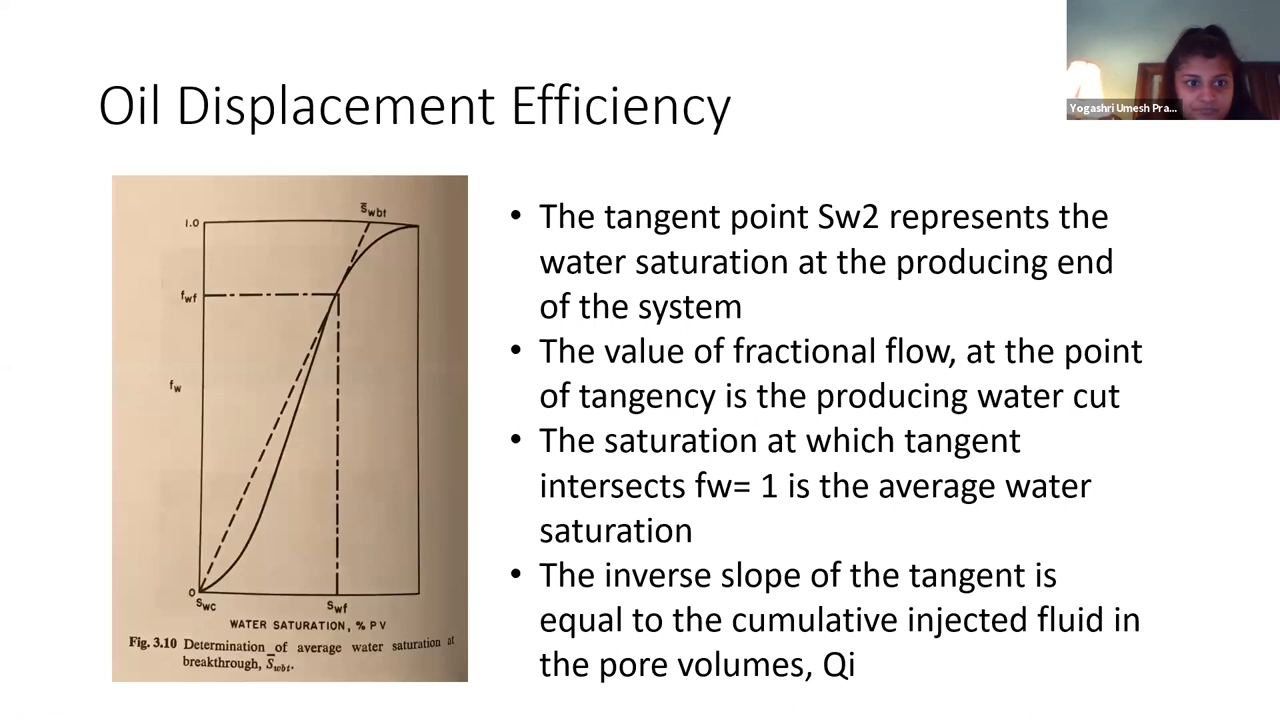 Yogashri Umesh Pra...
Oil Displacement Efficiency
S̄wbt
1.0
fwf
fw
0
Swc
Swf
WATER SATURATION, % PV
Fig. 3.10 Determination of average water saturation at
breakthrough, S̄wbt.
• The tangent point Sw2 represents the
water saturation at the producing end
of the system
• The value of fractional flow, at the point
of tangency is the producing water cut
• The saturation at which tangent
intersects fw= 1 is the average water
saturation
• The inverse slope of the tangent is
equal to the cumulative injected fluid in
the pore volumes, Qi